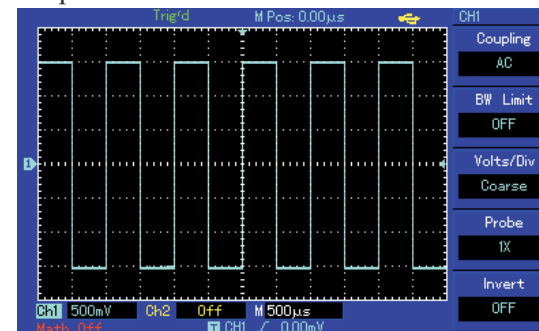 Trig'd M Pos: 0.00μs CH1
Coupling
AC
BW Limit
OFF
Volts/Div
Coarse
Probe
1X
Invert
OFF
1
Ch1 500mV Ch2 Off M 500μs
Math Off T CH1 / 0.00mV